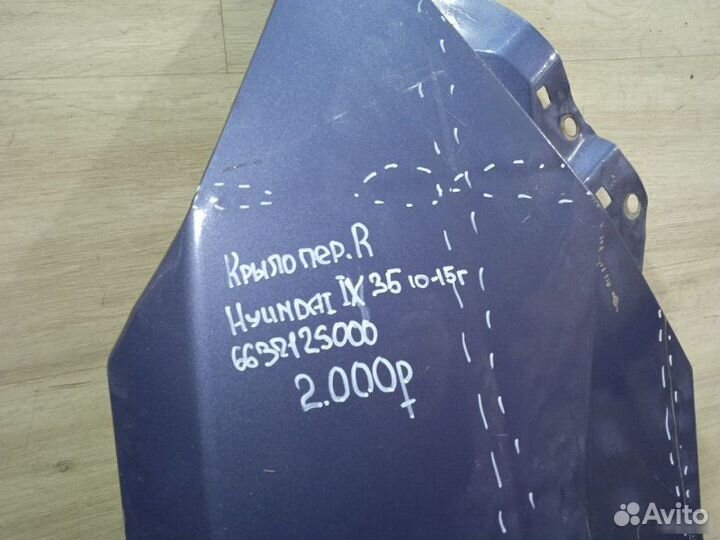 Крыло пер. R
HYUNDAI IX 35 10-15г
663212S000
2.000р
Avito